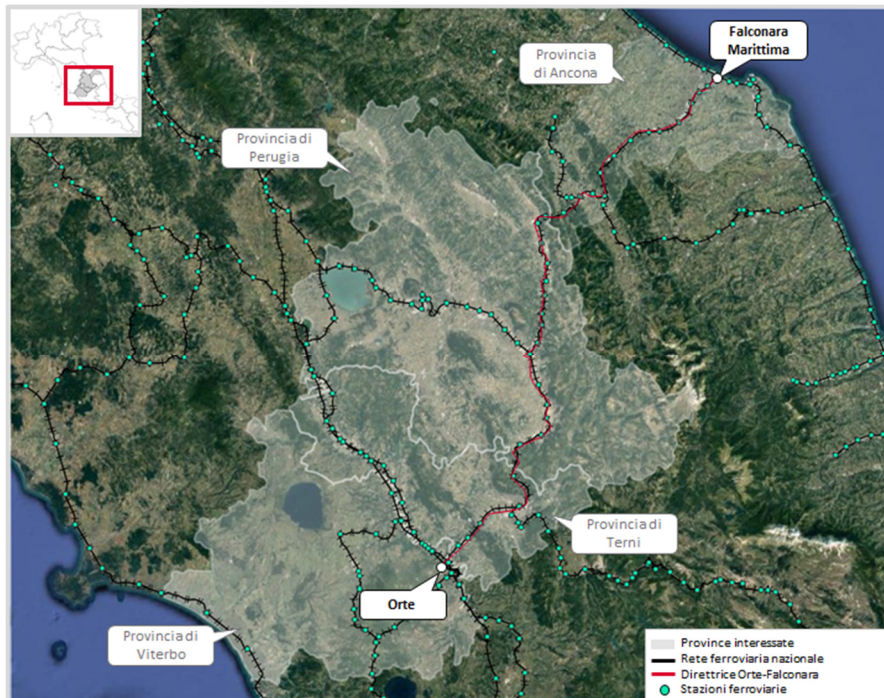 Falconara
Marittima
Provincia
di Ancona
Provincia di
Perugia
Provincia di
Terni
Orte
Provincia di
Viterbo
Province interessate
Rete ferroviaria nazionale
Direttrice Orte-Falconara
Stazioni ferroviarie